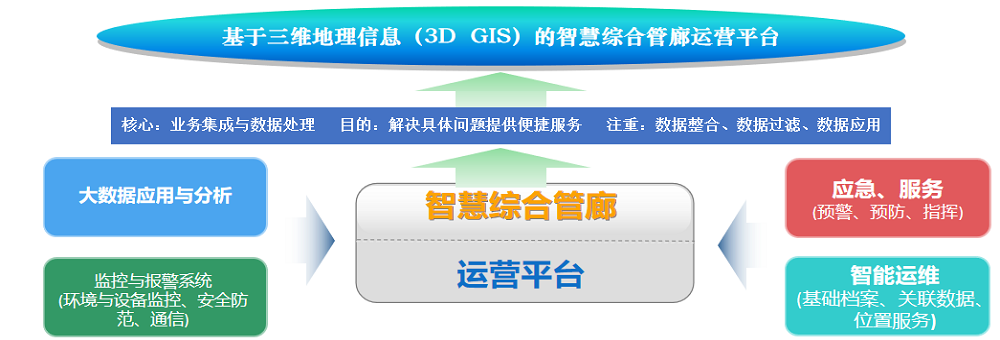 基于三维地理信息（3D GIS）的智慧综合管廊运营平台
核心：业务集成与数据处理 目的：解决具体问题提供便捷服务 注重：数据整合、数据过滤、数据应用
大数据应用与分析
监控与报警系统
(环境与设备监控、安全防
范、通信)
智慧综合管廊
运营平台
应急、服务
(预警、预防、指挥)
智能运维
(基础档案、关联数据、
位置服务)